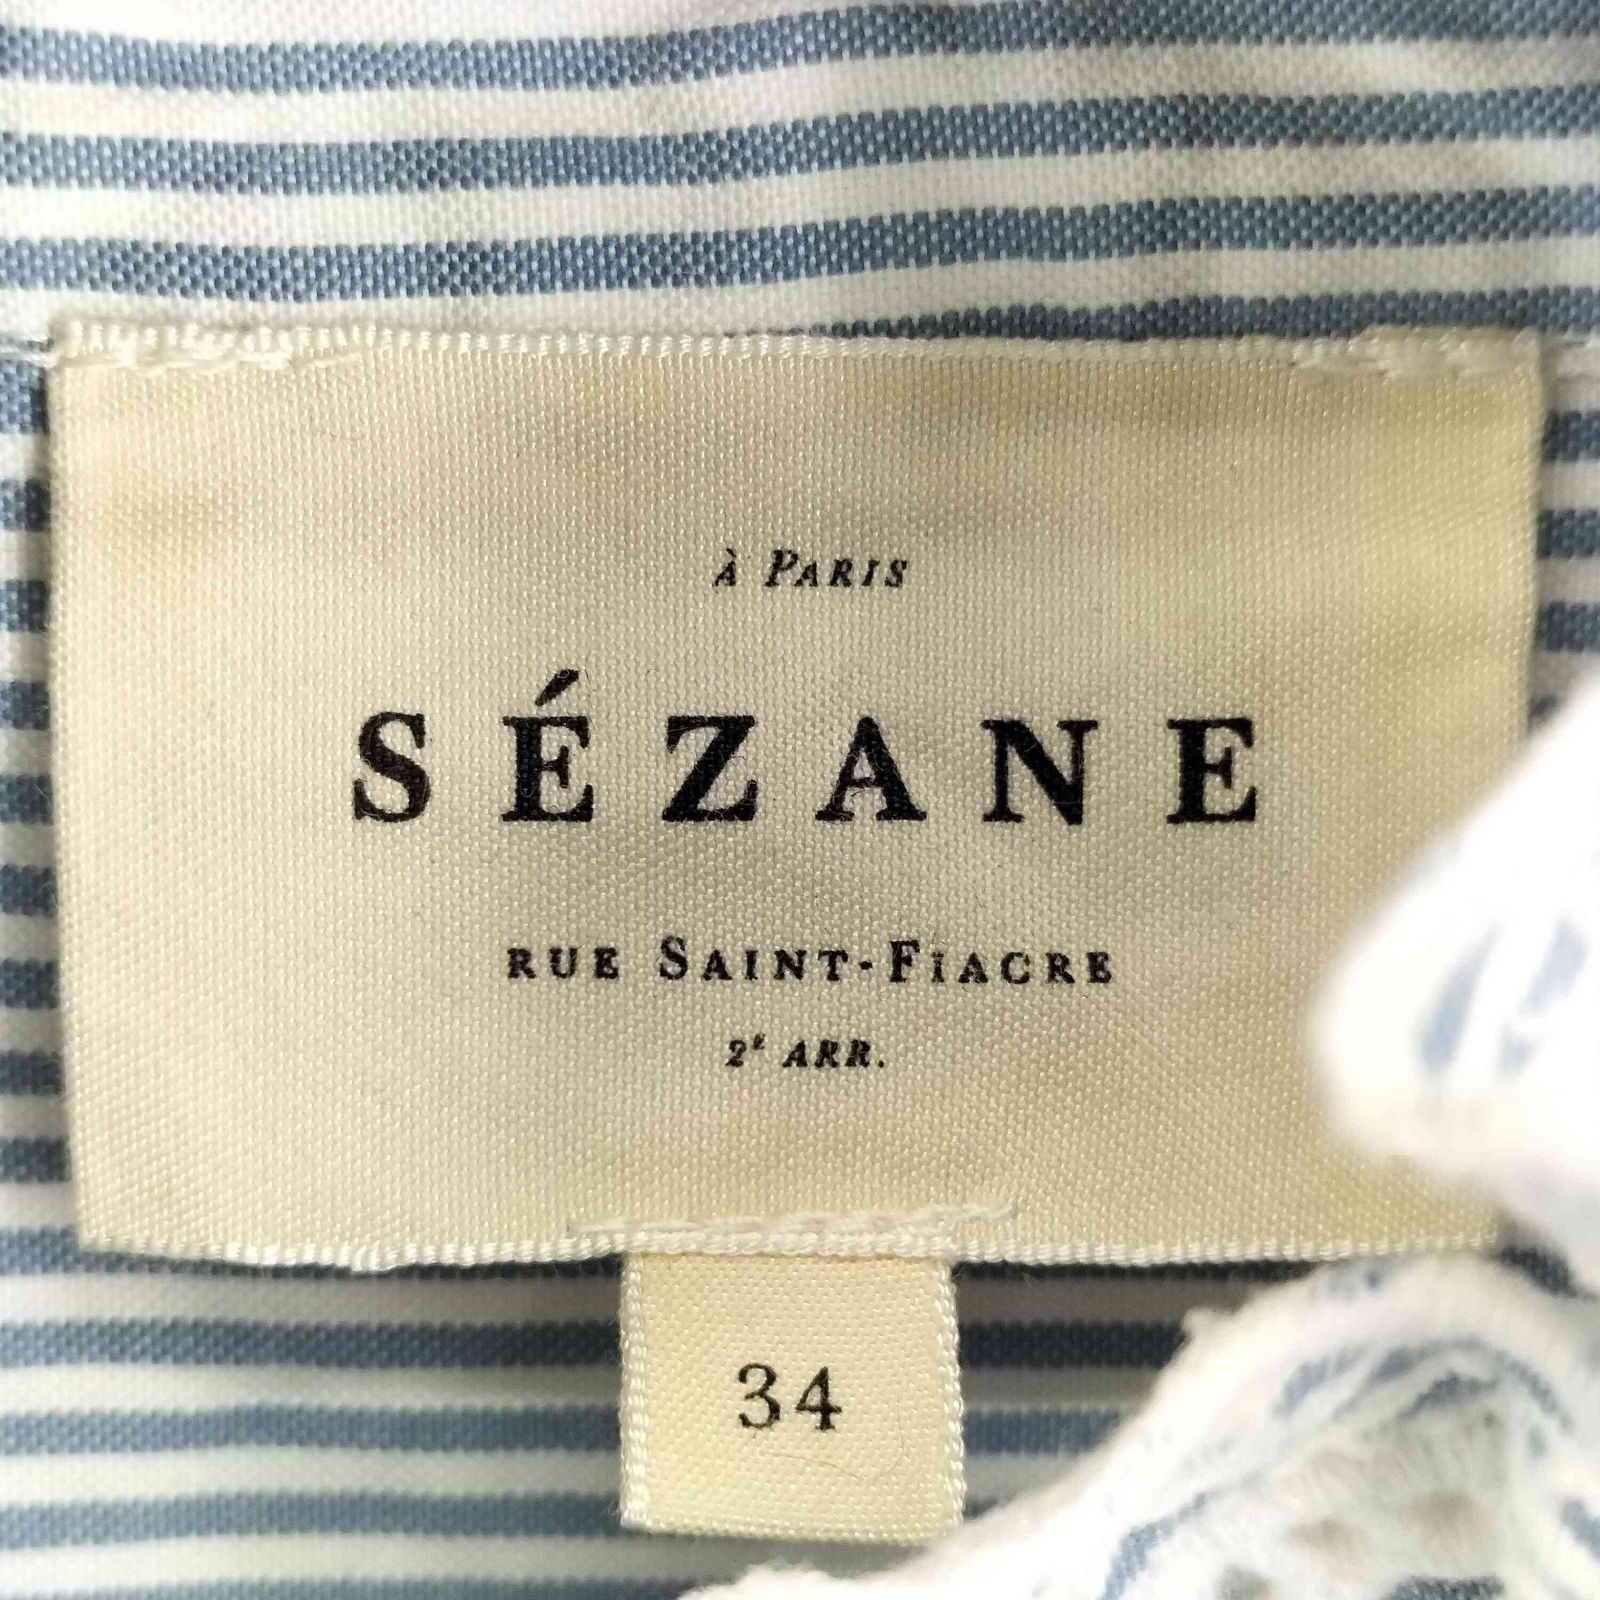 À PARIS
SÉZANE
RUE SAINT-FIACRE
2E ARR.
34